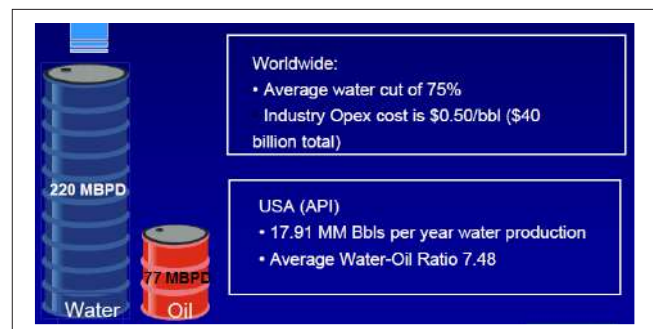 Worldwide:
• Average water cut of 75%
Industry Opex cost is $0.50/bbl ($40
billion total)
220 MBPD
USA (API)
• 17.91 MM Bbls per year water production
• Average Water-Oil Ratio 7.48
77 MBPD
Water
Oil